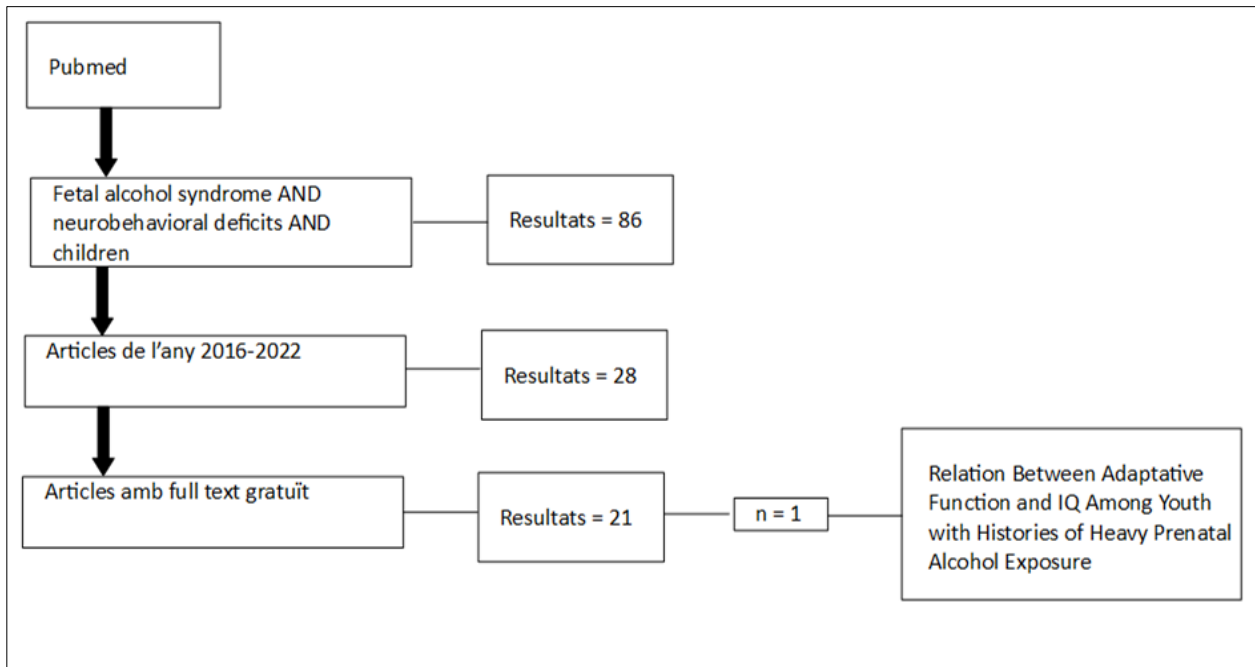 Pubmed
Fetal alcohol syndrome AND
neurobehavioral deficits AND
children
Resultats = 86
Articles de l'any 2016-2022
Resultats = 28
Articles amb full text gratuït
Resultats = 21
n = 1
Relation Between Adaptative
Function and IQ Among Youth
with Histories of Heavy Prenatal
Alcohol Exposure